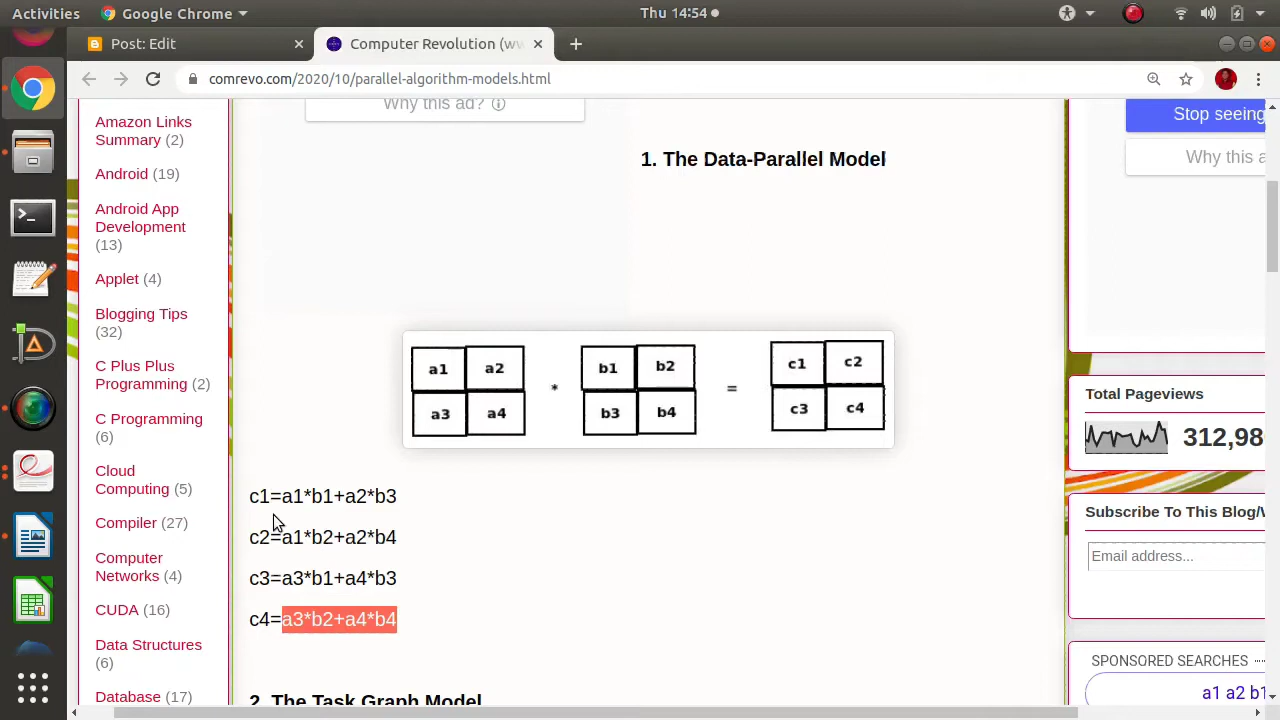 Activities
Google Chrome
Thu 14:54
Post: Edit
Computer Revolution (ww
comrevo.com/2020/10/parallel-algorithm-models.html
Amazon Links
Summary (2)
Android (19)
Android App
Development
(13)
Applet (4)
Blogging Tips
(32)
C Plus Plus
Programming (2)
C Programming
(6)
Cloud
Computing (5)
Compiler (27)
Computer
Networks (4)
CUDA (16)
Data Structures
(6)
Database (17)
Why this ad?
1. The Data-Parallel Model
a1 a2 b1 b2 c1 c2
* =
a3 a4 b3 b4 c3 c4
c1=a1*b1+a2*b3
c2=a1*b2+a2*b4
c3=a3*b1+a4*b3
c4=a3*b2+a4*b4
2. The Task Graph Model
Stop seeing
Why this a
Total Pageviews
312,98
Subscribe To This Blog/W
Email address...
SPONSORED SEARCHES
a1 a2 b1